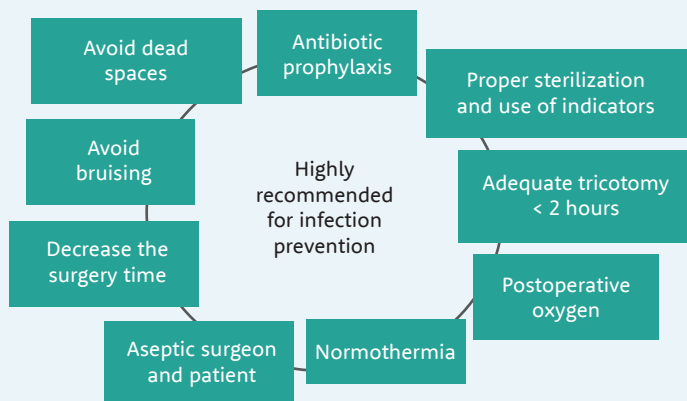 Avoid dead
spaces
Antibiotic
prophylaxis
Proper sterilization
and use of indicators
Avoid
bruising
Highly
recommended
for infection
prevention
Adequate tricotomy
< 2 hours
Decrease the
surgery time
Postoperative
oxygen
Aseptic surgeon
and patient
Normothermia